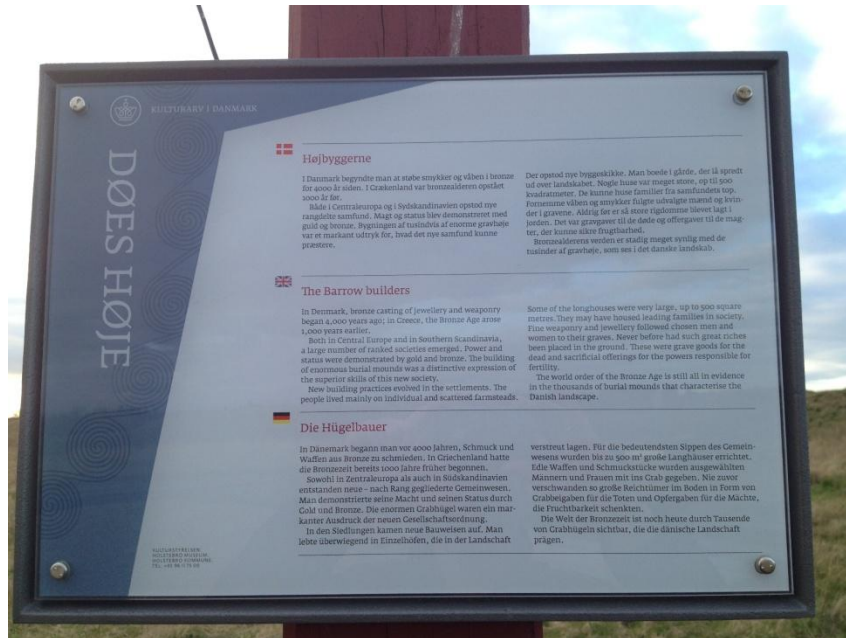 KULTURARV I DANMARK
DØES HØJE
Højbyggerne
I Danmark begyndte man at støbe smykker og våben i bronze
for 4000 år siden. I Grækenland var bronzealderen opstået
1000 år før.
Både i Centraleuropa og i Sydskandinavien opstod nye
rangdelte samfund. Magt og status blev demonstreret med
guld og bronze. Bygningen af tusindvis af enorme gravhøje
var et markant udtryk for, hvad det nye samfund kunne
præstere.
Der opstod nye byggeskikke. Man boede i gårde, der lå spredt
ud over landskabet. Nogle huse var meget store, op til 500
kvadratmeter. De kunne huse familier fra samfundets top.
Fornemme våben og smykker fulgte udvalgte mænd og kvin-
der i gravene. Aldrig før er så store rigdomme blevet lagt i
jorden. Det var gravgaver til de døde og offergaver til de mag-
ter, der kunne sikre frugtbarhed.
Bronzealderens verden er stadig meget synlig med de
tusinder af gravhøje, som ses i det danske landskab.
The Barrow builders
In Denmark, bronze casting of jewellery and weaponry
began 4,000 years ago; in Greece, the Bronze Age arose
1,000 years earlier.
Both in Central Europe and in Southern Scandinavia,
a large number of ranked societies emerged. Power and
status were demonstrated by gold and bronze. The building
of enormous burial mounds was a distinctive expression of
the superior skills of this new society.
New building practices evolved in the settlements. The
people lived mainly on individual and scattered farmsteads.
Some of the longhouses were very large, up to 500 square
metres. They may have housed leading families in society.
Fine weaponry and jewellery followed chosen men and
women to their graves. Never before had such great riches
been placed in the ground. These were grave goods for the
dead and sacrificial offerings for the powers responsible for
fertility.
The world order of the Bronze Age is still all in evidence
in the thousands of burial mounds that characterise the
Danish landscape.
Die Hügelbauer
In Dänemark begann man vor 4000 Jahren, Schmuck und
Waffen aus Bronze zu schmieden. In Griechenland hatte
die Bronzezeit bereits 1000 Jahre früher begonnen.
Sowohl in Zentraleuropa als auch in Südskandinavien
entstanden neue – nach Rang gegliederte Gemeinwesen.
Man demonstrierte seine Macht und seinen Status durch
Gold und Bronze. Die enormen Grabhügel waren ein mar-
kanter Ausdruck der neuen Gesellschaftsordnung.
In den Siedlungen kamen neue Bauweisen auf. Man
lebte überwiegend in Einzelhöfen, die in der Landschaft
verstreut lagen. Für die bedeutendsten Sippen des Gemein-
wesens wurden bis zu 500 m² große Langhäuser errichtet.
Edle Waffen und Schmuckstücke wurden ausgewählten
Männern und Frauen mit ins Grab gegeben. Nie zuvor
verschwanden so große Reichtümer im Boden in Form von
Grabbeigaben für die Toten und Opfergaben für die Mächte,
die Fruchtbarkeit schenkten.
Die Welt der Bronzezeit ist noch heute durch Tausende
von Grabhügeln sichtbar, die die dänische Landschaft
prägen.
KULTURSTYRELSEN
HOLSTEBRO MUSEUM
HOLSTEBRO KOMMUNE